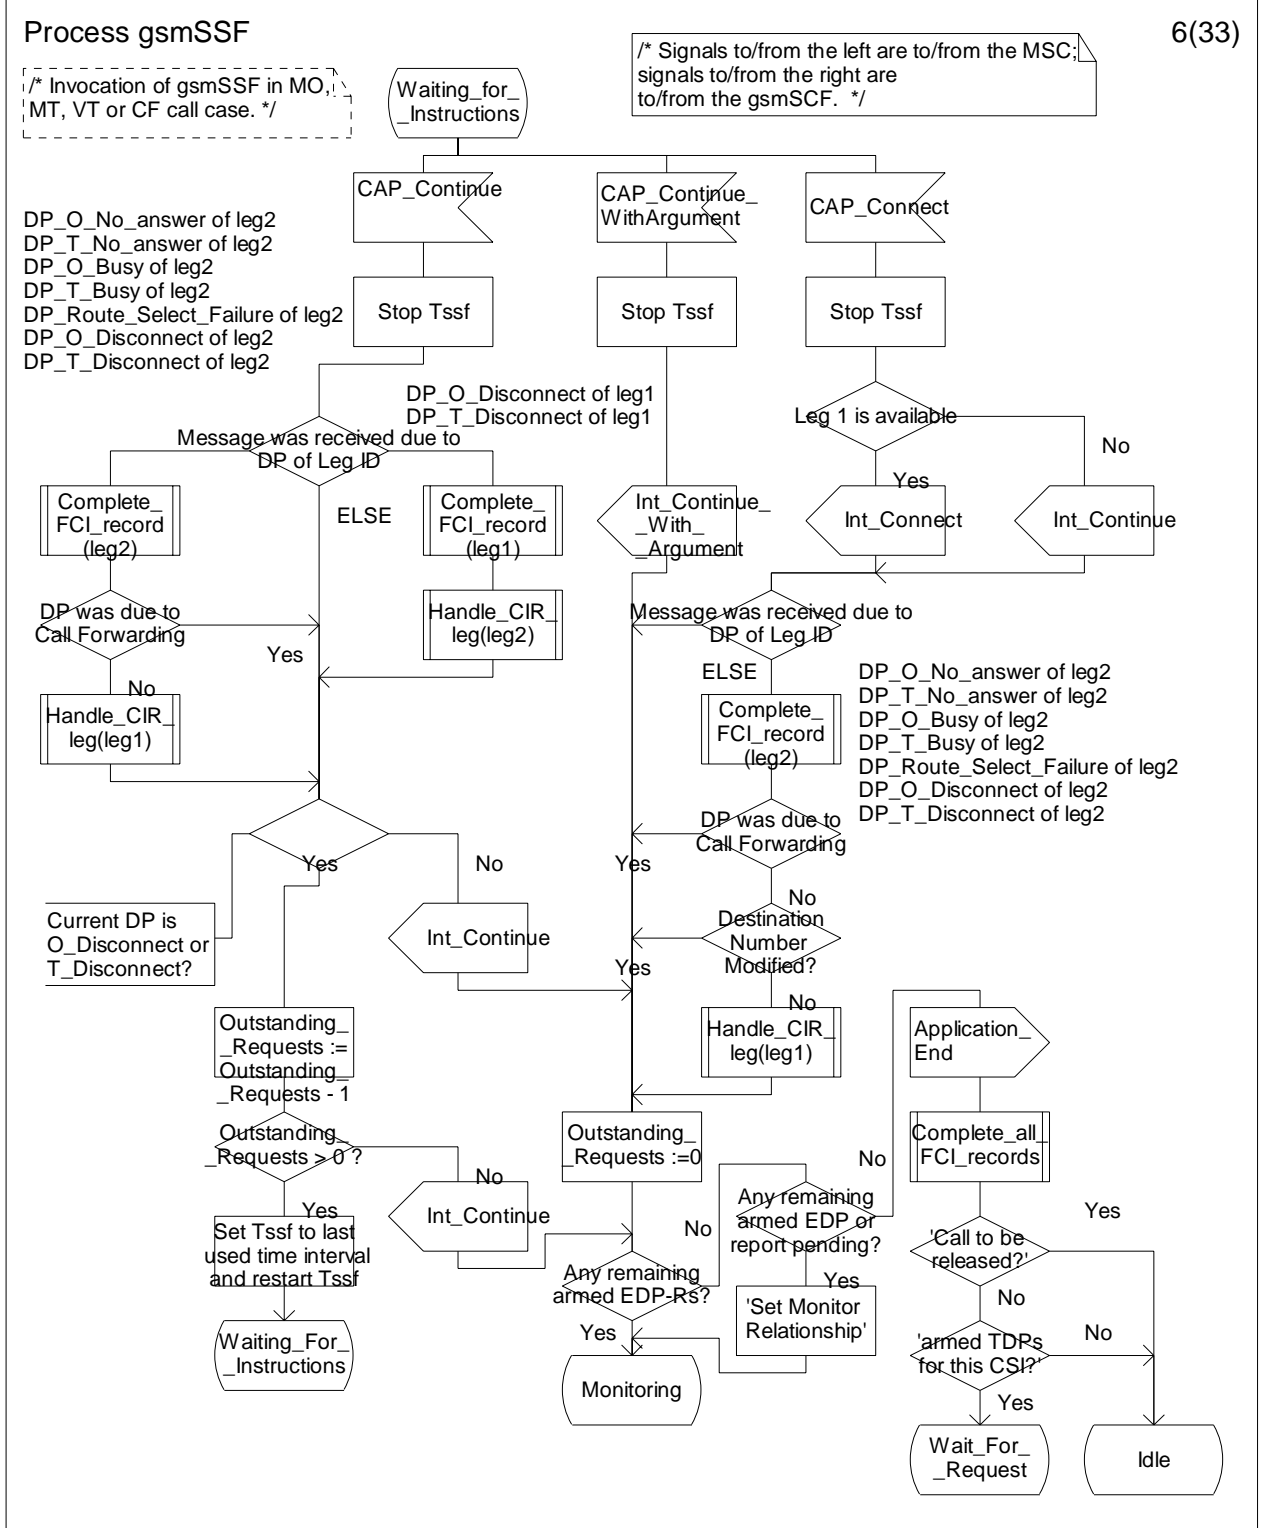 Process gsmSSF
6(33)
/* Invocation of gsmSSF in MO,
MT, VT or CF call case. */
Waiting_for_
_Instructions
/* Signals to/from the left are to/from the MSC;
signals to/from the right are
to/from the gsmSCF.  */
CAP_Continue
CAP_Continue_
WithArgument
CAP_Connect
DP_O_No_answer of leg2
DP_T_No_answer of leg2
DP_O_Busy of leg2
DP_T_Busy of leg2
DP_Route_Select_Failure of leg2
DP_O_Disconnect of leg2
DP_T_Disconnect of leg2
Stop Tssf
Stop Tssf
Stop Tssf
DP_O_Disconnect of leg1
DP_T_Disconnect of leg1
Leg 1 is available
Message was received due to
DP of Leg ID
No
Yes
Complete_
FCI_record
(leg2)
ELSE
Complete_
FCI_record
(leg1)
Int_Continue_
_With_
_Argument
Int_Connect
Int_Continue
DP was due to
Call Forwarding
Yes
Handle_CIR_
leg(leg2)
Message was received due to
DP of Leg ID
ELSE
DP_O_No_answer of leg2
DP_T_No_answer of leg2
DP_O_Busy of leg2
DP_T_Busy of leg2
DP_Route_Select_Failure of leg2
DP_O_Disconnect of leg2
DP_T_Disconnect of leg2
No
Handle_CIR_
leg(leg1)
Complete_
FCI_record
(leg2)
DP was due to
Call Forwarding
Yes
No
Yes
No
Current DP is
O_Disconnect or
T_Disconnect?
Int_Continue
Destination
Number
Modified?
Yes
No
Outstanding_
_Requests :=
Outstanding_
_Requests - 1
Handle_CIR_
leg(leg1)
Application_
End
Outstanding_
_Requests > 0 ?
No
Yes
Outstanding_
_Requests :=0
Complete_all_
FCI_records
No
Set Tssf to last
used time interval
and restart Tssf
Int_Continue
No
Any remaining
armed EDP or
report pending?
Yes
Yes
'Call to be
released?'
Any remaining
armed EDP-Rs?
Yes
'Set Monitor
Relationship'
No
Waiting_For_
_Instructions
Monitoring
'armed TDPs
for this CSI?'
No
Yes
Wait_For_
_Request
Idle